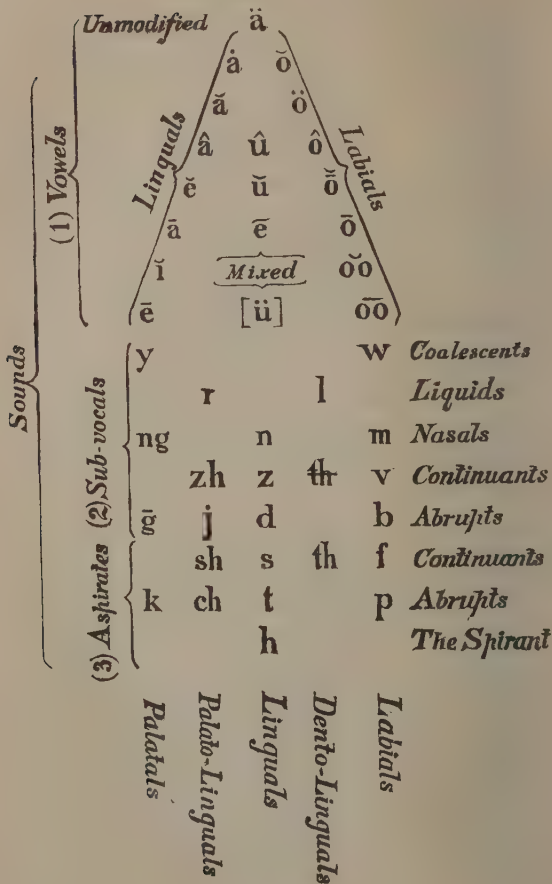 Unmodified ä
ȧ ŏ
ă ö
Linguals â û ô Labials
ĕ ŭ ŏ̈
ā ẽ ō
ĭ Mixed o͝o
ē [ü] o͞o
(1) Vowels
Sounds
y w Coalescents
r l Liquids
ng n m Nasals
zh z th v Continuants
ḡ j d b Abrupts
(2) Sub-vocals
sh s th f Continuants
k ch t p Abrupts
h The Spirant
(3) Aspirates
Palatals
Palato-Linguals
Linguals
Dento-Linguals
Labials